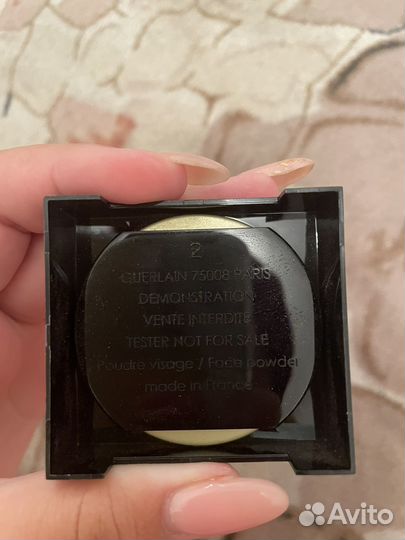 2
GUERLAIN 75008 PARIS
DEMONSTRATION
VENTE INTERDITE
TESTER NOT FOR SALE
Poudre visage / Face powder
made in France
Avito